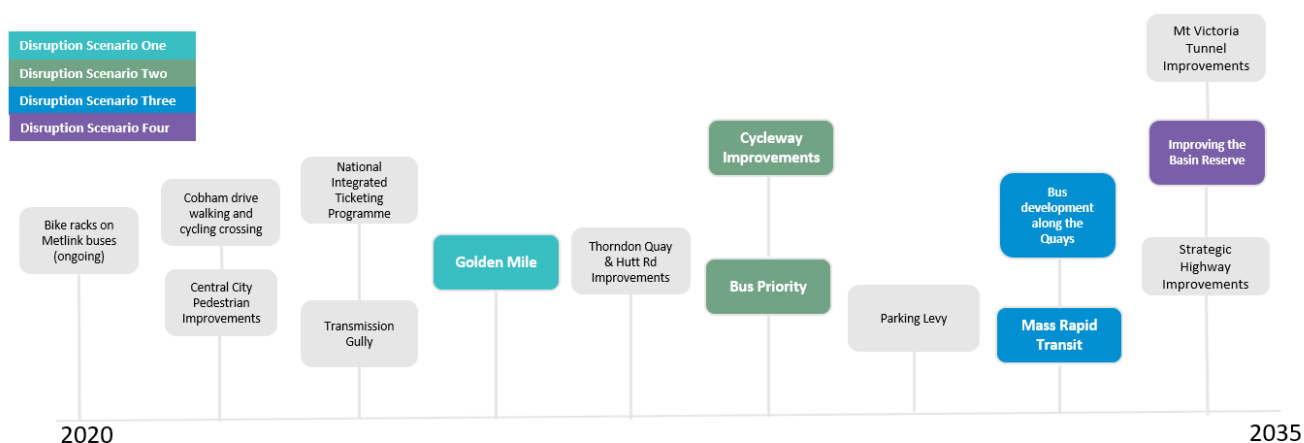 Disruption Scenario One
Disruption Scenario Two
Disruption Scenario Three
Disruption Scenario Four
Bike racks on
Metlink buses
(ongoing)
Cobham drive
walking and
cycling crossing
Central City
Pedestrian
Improvements
National
Integrated
Ticketing
Programme
Transmission
Gully
Golden Mile
Thorndon Quay
& Hutt Rd
Improvements
Cycleway
Improvements
Bus Priority
Parking Levy
Bus
development
along the
Quays
Mass Rapid
Transit
Mt Victoria
Tunnel
Improvements
Improving the
Basin Reserve
Strategic
Highway
Improvements
2020
2035